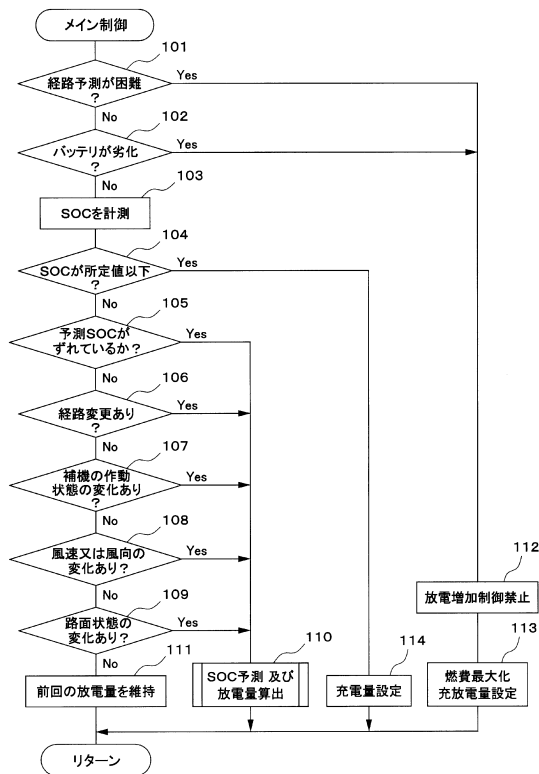 メイン制御
101
経路予測が困難
?
Yes
No
102
バッテリが劣化
?
Yes
No
103
SOCを計測
104
SOCが所定値以下
?
Yes
No
105
予測SOCが
ずれているか?
Yes
No
106
経路変更あり
?
Yes
No
107
補機の作動
状態の変化あり
?
Yes
No
108
風速又は風向の
変化あり?
Yes
No
109
路面状態の
変化あり?
Yes
No
111
前回の放電量を維持
110
SOC予測 及び
放電量算出
114
充電量設定
112
放電増加制御禁止
113
燃費最大化
充放電量設定
リターン